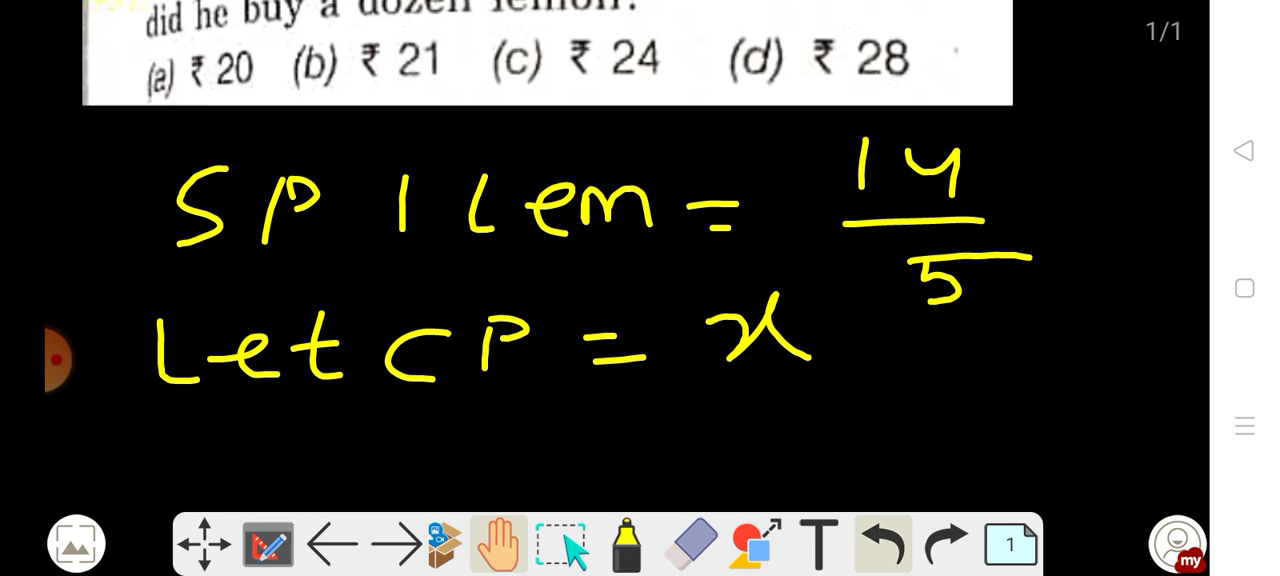 did he buy a dozen lemon?
(a) ₹ 20 (b) ₹ 21 (c) ₹ 24 (d) ₹ 28
1/1
SP 1 Lem = 14/5
Let CP = x
T
1
my